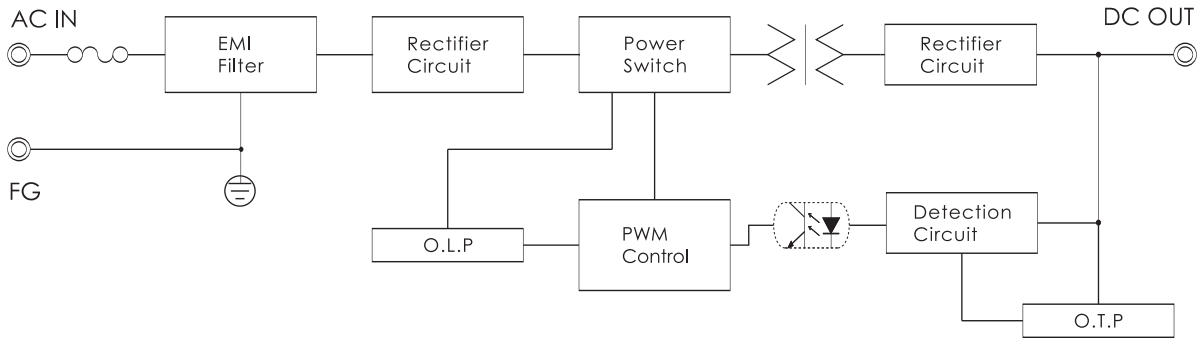 AC IN
EMI
Filter
Rectifier
Circuit
Power
Switch
Rectifier
Circuit
DC OUT
FG
O.L.P
PWM
Control
Detection
Circuit
O.T.P